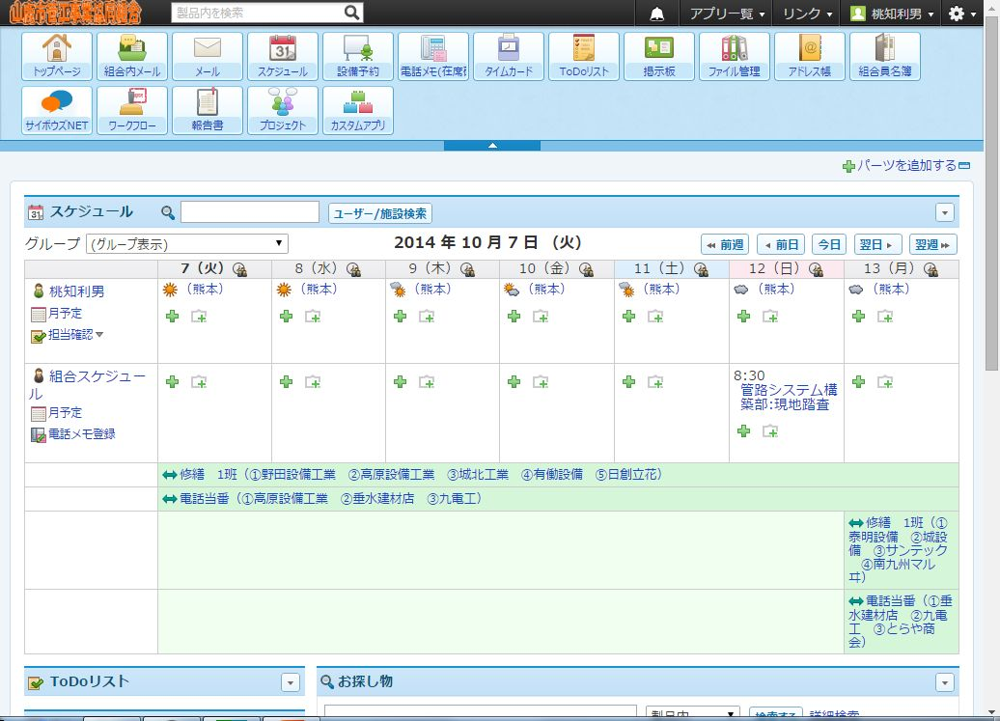 山鹿市管工事業協同組合
製品内を検索
アプリ一覧
リンク
桃知利男
トップページ
組合内メール
メール
スケジュール
設備予約
電話メモ(在席確
タイムカード
ToDoリスト
掲示板
ファイル管理
アドレス帳
組合員名簿
サイボウズNET
ワークフロー
報告書
プロジェクト
カスタムアプリ
パーツを追加する
31 スケジュール
ユーザー/施設検索
グループ (グループ表示)
2014 年 10 月 7 日 （火）
前週
前日
今日
翌日
翌週
7（火）
8（水）
9（木）
10（金）
11（土）
12（日）
13（月）
桃知利男
月予定
担当確認
（熊本）
（熊本）
（熊本）
（熊本）
（熊本）
（熊本）
（熊本）
組合スケジュー
ル
月予定
電話メモ登録
8:30
管路システム構
築部:現地踏査
修繕　1班（①野田設備工業　②高原設備工業　③城北工業　④有働設備　⑤日創立花）
電話当番（①高原設備工業　②垂水建材店　③九電工）
修繕　1班（①
泰明設備　②城設
備　③サンテック
④南九州マル
ヰ）
電話当番（①垂
水建材店　②九電
工　③とらや商
会）
ToDoリスト
お探し物
製品内
検索する
詳細検索